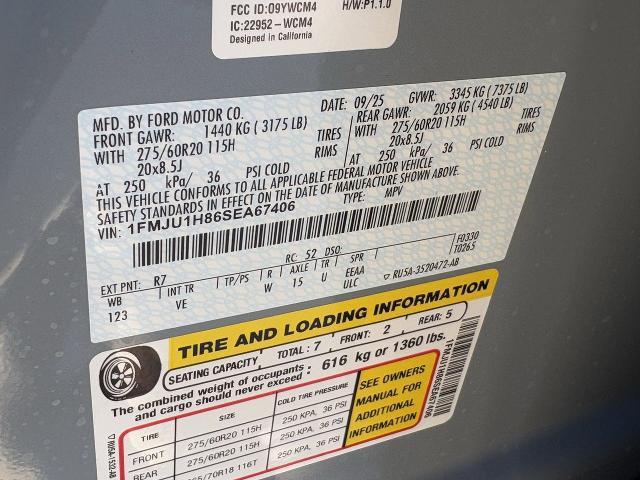 FCC ID:O9YWCM4 H/W:P1.1.0
IC:22952-WCM4
Designed in California
MFD. BY FORD MOTOR CO. DATE: 09/25 GVWR: 3345 KG (7375 LB)
FRONT GAWR: 1440 KG (3175 LB) REAR GAWR: 2059 KG (4540 LB)
WITH 275/60R20 115H TIRES WITH 275/60R20 115H TIRES
20x8.5J RIMS 20x8.5J RIMS
AT 250 kPa/ 36 PSI COLD AT 250 kPa/ 36 PSI COLD
THIS VEHICLE CONFORMS TO ALL APPLICABLE FEDERAL MOTOR VEHICLE
SAFETY STANDARDS IN EFFECT ON THE DATE OF MANUFACTURE SHOWN ABOVE.
VIN: 1FMJU1H86SEA67406 TYPE: MPV
F0330
RC: 52 DSO: T0265
EXT PNT: R7
WB INT TR TP/PS R AXLE TR SPR
123 VE W 15 U EEAA
ULC ▽ RU5A-3520472-AB
TIRE AND LOADING INFORMATION
SEATING CAPACITY TOTAL: 7 FRONT: 2 REAR: 5
The combined weight of occupants and cargo should never exceed: 616 kg or 1360 lbs.
TIRE SIZE COLD TIRE PRESSURE
FRONT 275/60R20 115H 250 KPA, 36 PSI
REAR 275/60R20 115H 250 KPA, 36 PSI
70R18 116T 250 KPA, 36 PSI
SEE OWNERS
MANUAL FOR
ADDITIONAL
INFORMATION
1FMJU1H86SEA67406